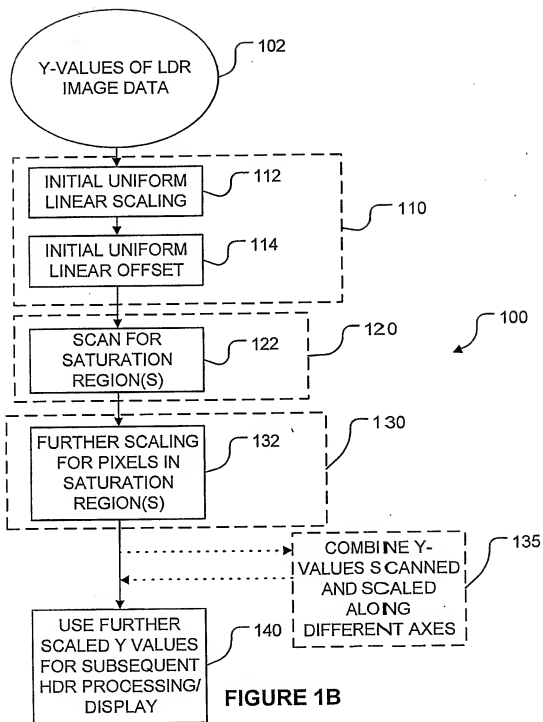 102
Y-VALUES OF LDR
IMAGE DATA
INITIAL UNIFORM
LINEAR SCALING
112
110
INITIAL UNIFORM
LINEAR OFFSET
114
120
100
SCAN FOR
SATURATION
REGION(S)
122
130
FURTHER SCALING
FOR PIXELS IN
SATURATION
REGION(S)
132
135
COMBINE Y-
VALUES SCANNED
AND SCALED
ALONG
DIFFERENT AXES
USE FURTHER
SCALED Y VALUES
FOR SUBSEQUENT
HDR PROCESSING/
DISPLAY
140
FIGURE 1B